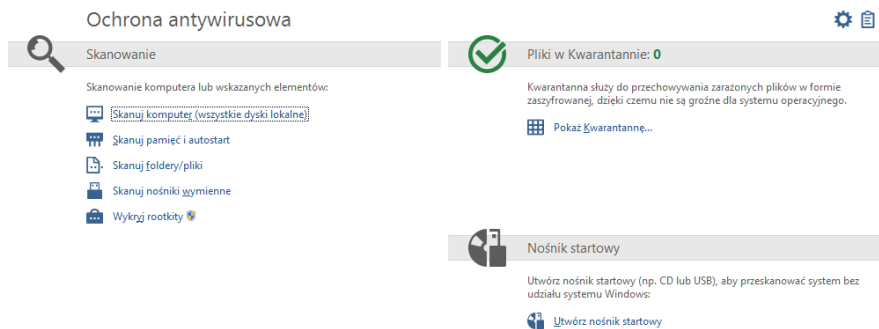 Ochrona antywirusowa
Skanowanie
Skanowanie komputera lub wskazanych elementów:
Skanuj komputer (wszystkie dyski lokalne)
Skanuj pamięć i autostart
Skanuj foldery/pliki
Skanuj nośniki wymienne
Wykryj rootkity
Pliki w Kwarantannie: 0
Kwarantanna służy do przechowywania zarażonych plików w formie
zaszyfrowanej, dzięki czemu nie są groźne dla systemu operacyjnego.
Pokaż Kwarantannę...
Nośnik startowy
Utwórz nośnik startowy (np. CD lub USB), aby przeskanować system bez
udziału systemu Windows:
Utwórz nośnik startowy